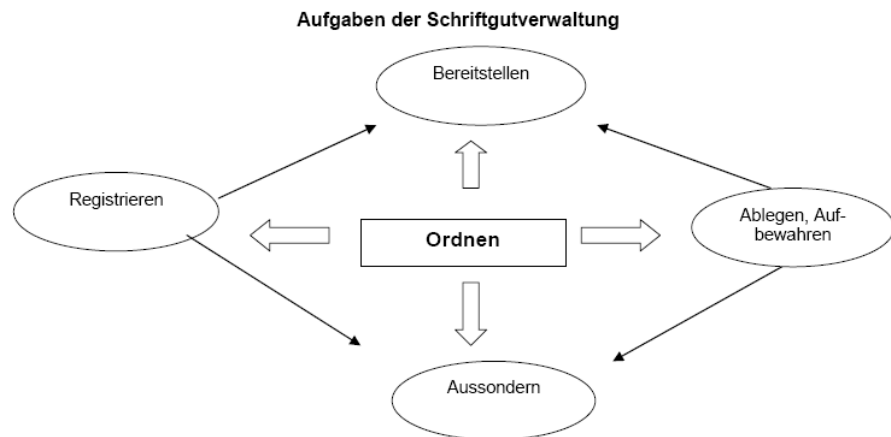 Aufgaben der Schriftgutverwaltung
Bereitstellen
Registrieren
Ablegen, Auf-
bewahren
Ordnen
Aussondern